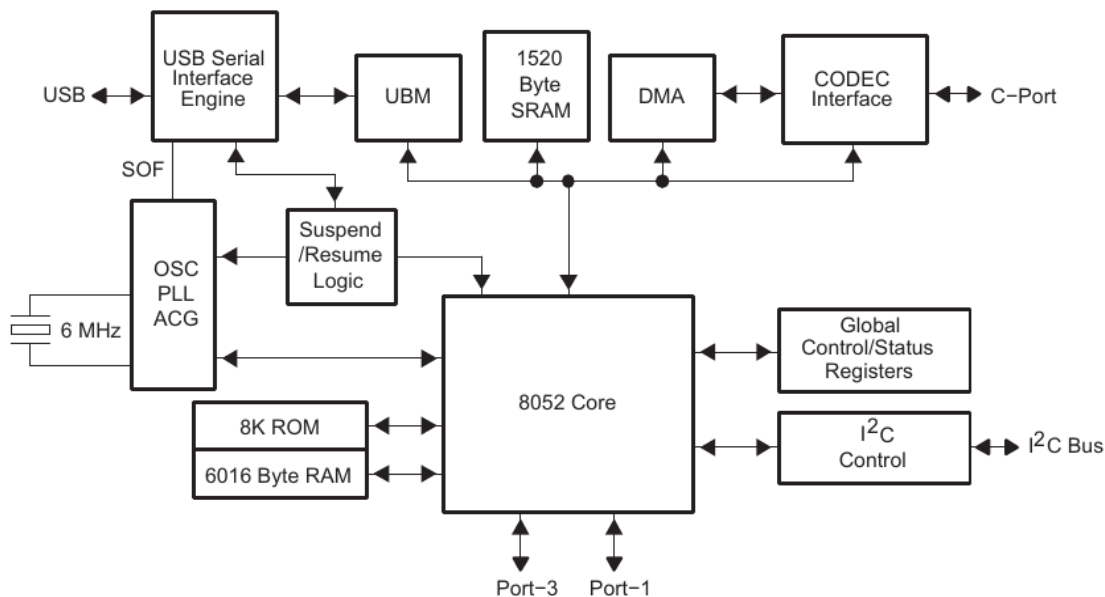 USB Serial
Interface
Engine
USB
UBM
1520
Byte
SRAM
DMA
CODEC
Interface
C−Port
SOF
Suspend
/Resume
Logic
OSC
PLL
ACG
6 MHz
8052 Core
Global
Control/Status
Registers
8K ROM
6016 Byte RAM
I²C
Control
I²C Bus
Port−3
Port−1